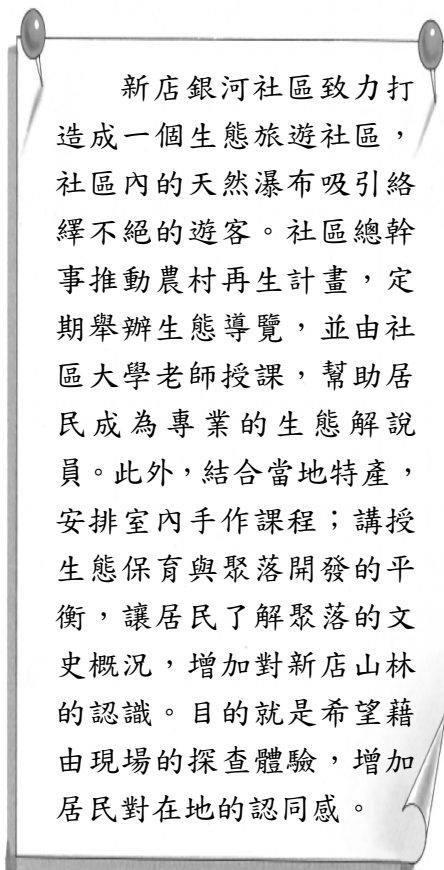 新店銀河社區致力打
造成一個生態旅遊社區，
社區內的天然瀑布吸引絡
繹不絕的遊客。社區總幹
事推動農村再生計畫，定
期舉辦生態導覽，並由社
區大學老師授課，幫助居
民成為專業的生態解說
員。此外，結合當地特產，
安排室內手作課程；講授
生態保育與聚落開發的平
衡，讓居民了解聚落的文
史概況，增加對新店山林
的認識。目的就是希望藉
由現場的探查體驗，增加
居民對在地的認同感。